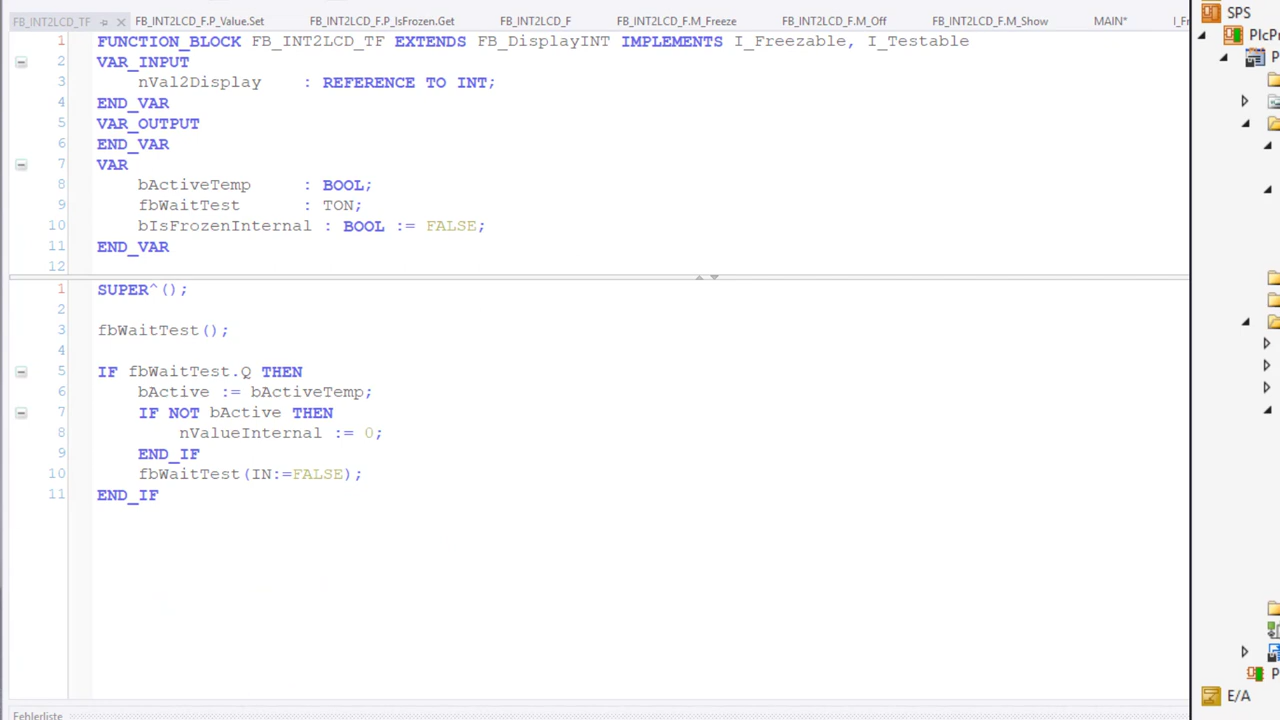 FB_INT2LCD_TF FB_INT2LCD_F.P_Value.Set FB_INT2LCD_F.P_IsFrozen.Get FB_INT2LCD_F FB_INT2LCD_F.M_Freeze FB_INT2LCD_F.M_Off FB_INT2LCD_F.M_Show MAIN* I_Fr
1 FUNCTION_BLOCK FB_INT2LCD_TF EXTENDS FB_DisplayINT IMPLEMENTS I_Freezable, I_Testable
2 VAR_INPUT
3 nVal2Display : REFERENCE TO INT;
4 END_VAR
5 VAR_OUTPUT
6 END_VAR
7 VAR
8 bActiveTemp : BOOL;
9 fbWaitTest : TON;
10 bIsFrozenInternal : BOOL := FALSE;
11 END_VAR
12
1 SUPER^();
2
3 fbWaitTest();
4
5 IF fbWaitTest.Q THEN
6 bActive := bActiveTemp;
7 IF NOT bActive THEN
8 nValueInternal := 0;
9 END_IF
10 fbWaitTest(IN:=FALSE);
11 END_IF
Fehlerliste
SPS
PlcPr
P
P
E/A